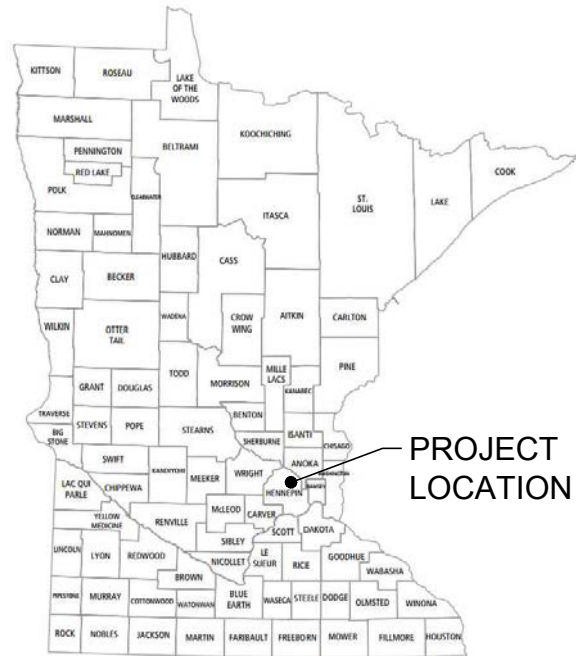 KITTSON
ROSEAU
LAKE
OF THE
WOODS
MARSHALL
KOOCHICHING
PENNINGTON
BELTRAMI
RED LAKE
COOK
POLK
CLEARWATER
ST.
LOUIS
LAKE
ITASCA
NORMAN
MAHNOMEN
HUBBARD
CASS
CLAY
BECKER
WADENA
CROW
WING
AITKIN
CARLTON
WILKIN
OTTER
TAIL
PINE
TODD
MILLE
LACS
KANABEC
GRANT
DOUGLAS
MORRISON
TRAVERSE
BENTON
BIG
STONE
STEVENS
POPE
STEARNS
ISANTI
SHERBURNE
CHISAGO
SWIFT
ANOKA
PROJECT
LOCATION
KANDIYOHI
WRIGHT
WASHINGTON
LAC QUI
PARLE
MEEKER
HENNEPIN
RAMSEY
CHIPPEWA
McLEOD
CARVER
YELLOW
MEDICINE
RENVILLE
SCOTT
DAKOTA
SIBLEY
LINCOLN
LYON
REDWOOD
NICOLLET
LE
SUEUR
RICE
GOODHUE
WABASHA
BROWN
PIPESTONE
MURRAY
COTTONWOOD
WATONWAN
BLUE
EARTH
WASECA
STEELE
DODGE
OLMSTED
WINONA
ROCK
NOBLES
JACKSON
MARTIN
FARIBAULT
FREEBORN
MOWER
FILLMORE
HOUSTON